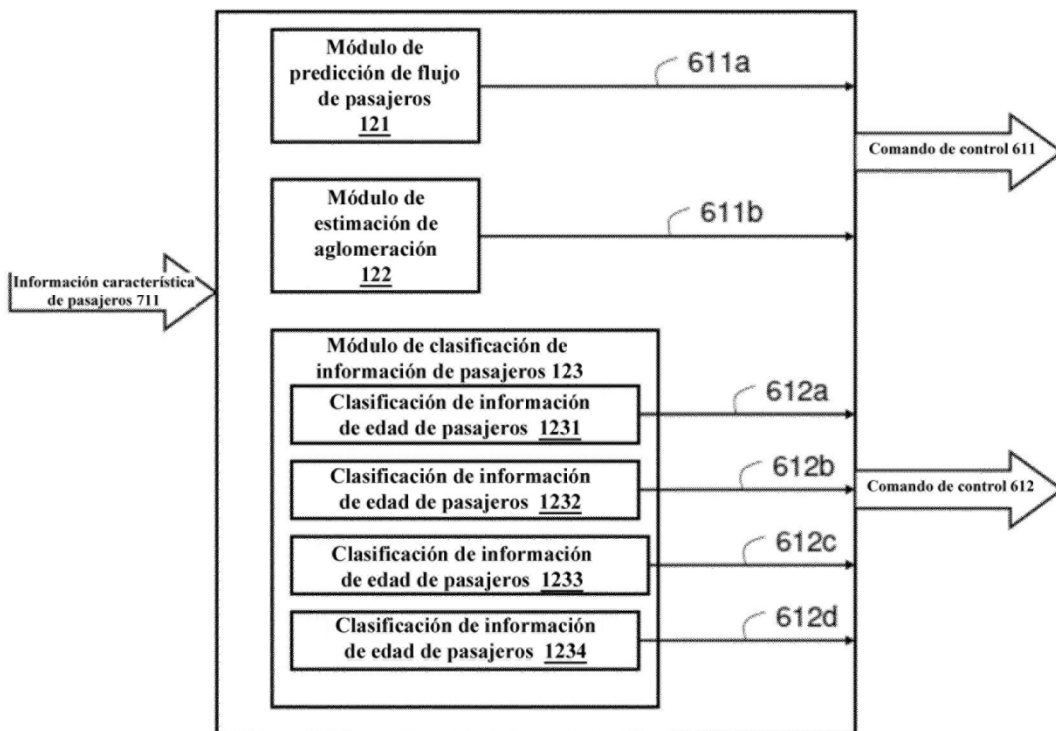 Módulo de
predicción de flujo
de pasajeros
121
611a
Comando de control 611
Módulo de
estimación de
aglomeración
122
611b
Información característica
de pasajeros 711
Módulo de clasificación de
información de pasajeros 123
Clasificación de información
de edad de pasajeros 1231
612a
Clasificación de información
de edad de pasajeros 1232
612b
Comando de control 612
Clasificación de información
de edad de pasajeros 1233
612c
Clasificación de información
de edad de pasajeros 1234
612d